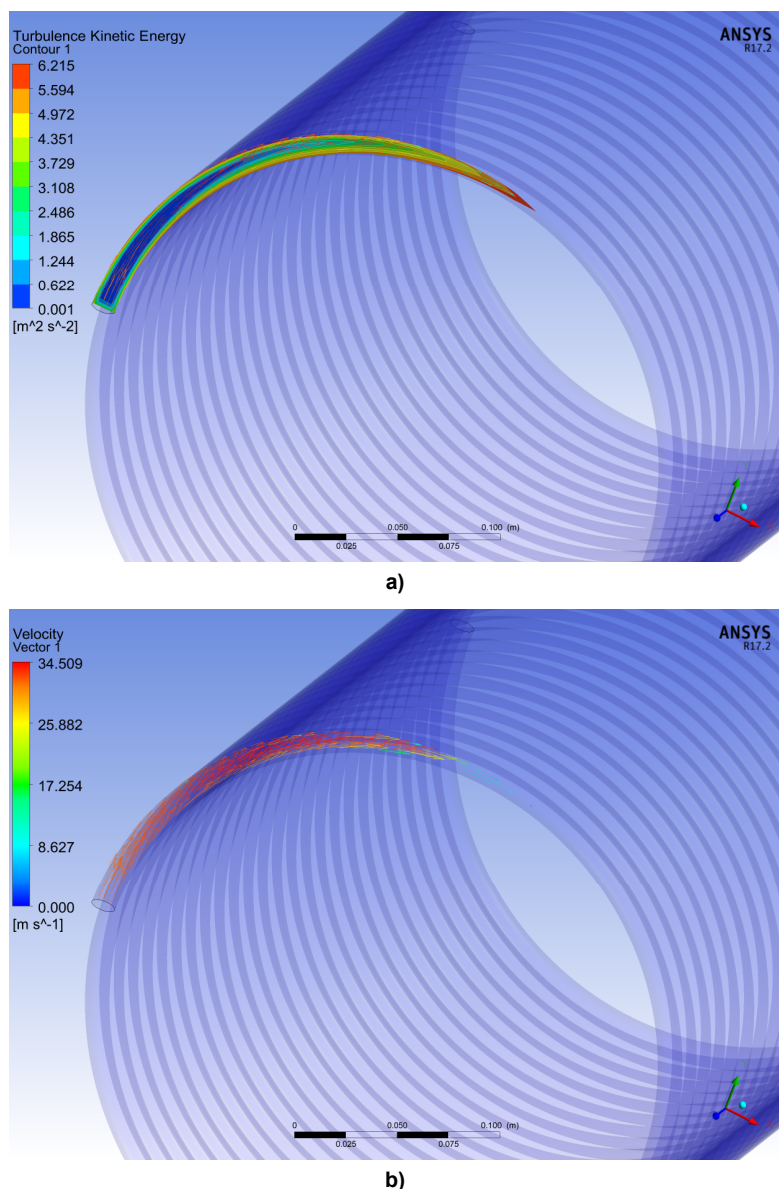 Turbulence Kinetic Energy
Contour 1
ANSYS
R17.2
6.215
5.594
4.972
4.351
3.729
3.108
2.486
1.865
1.244
0.622
0.001
[m^2 s^-2]
0 0.050 0.100 (m)
0.025 0.075
a)
Velocity
Vector 1
ANSYS
R17.2
34.509
25.882
17.254
8.627
0.000
[m s^-1]
0 0.050 0.100 (m)
0.025 0.075
b)